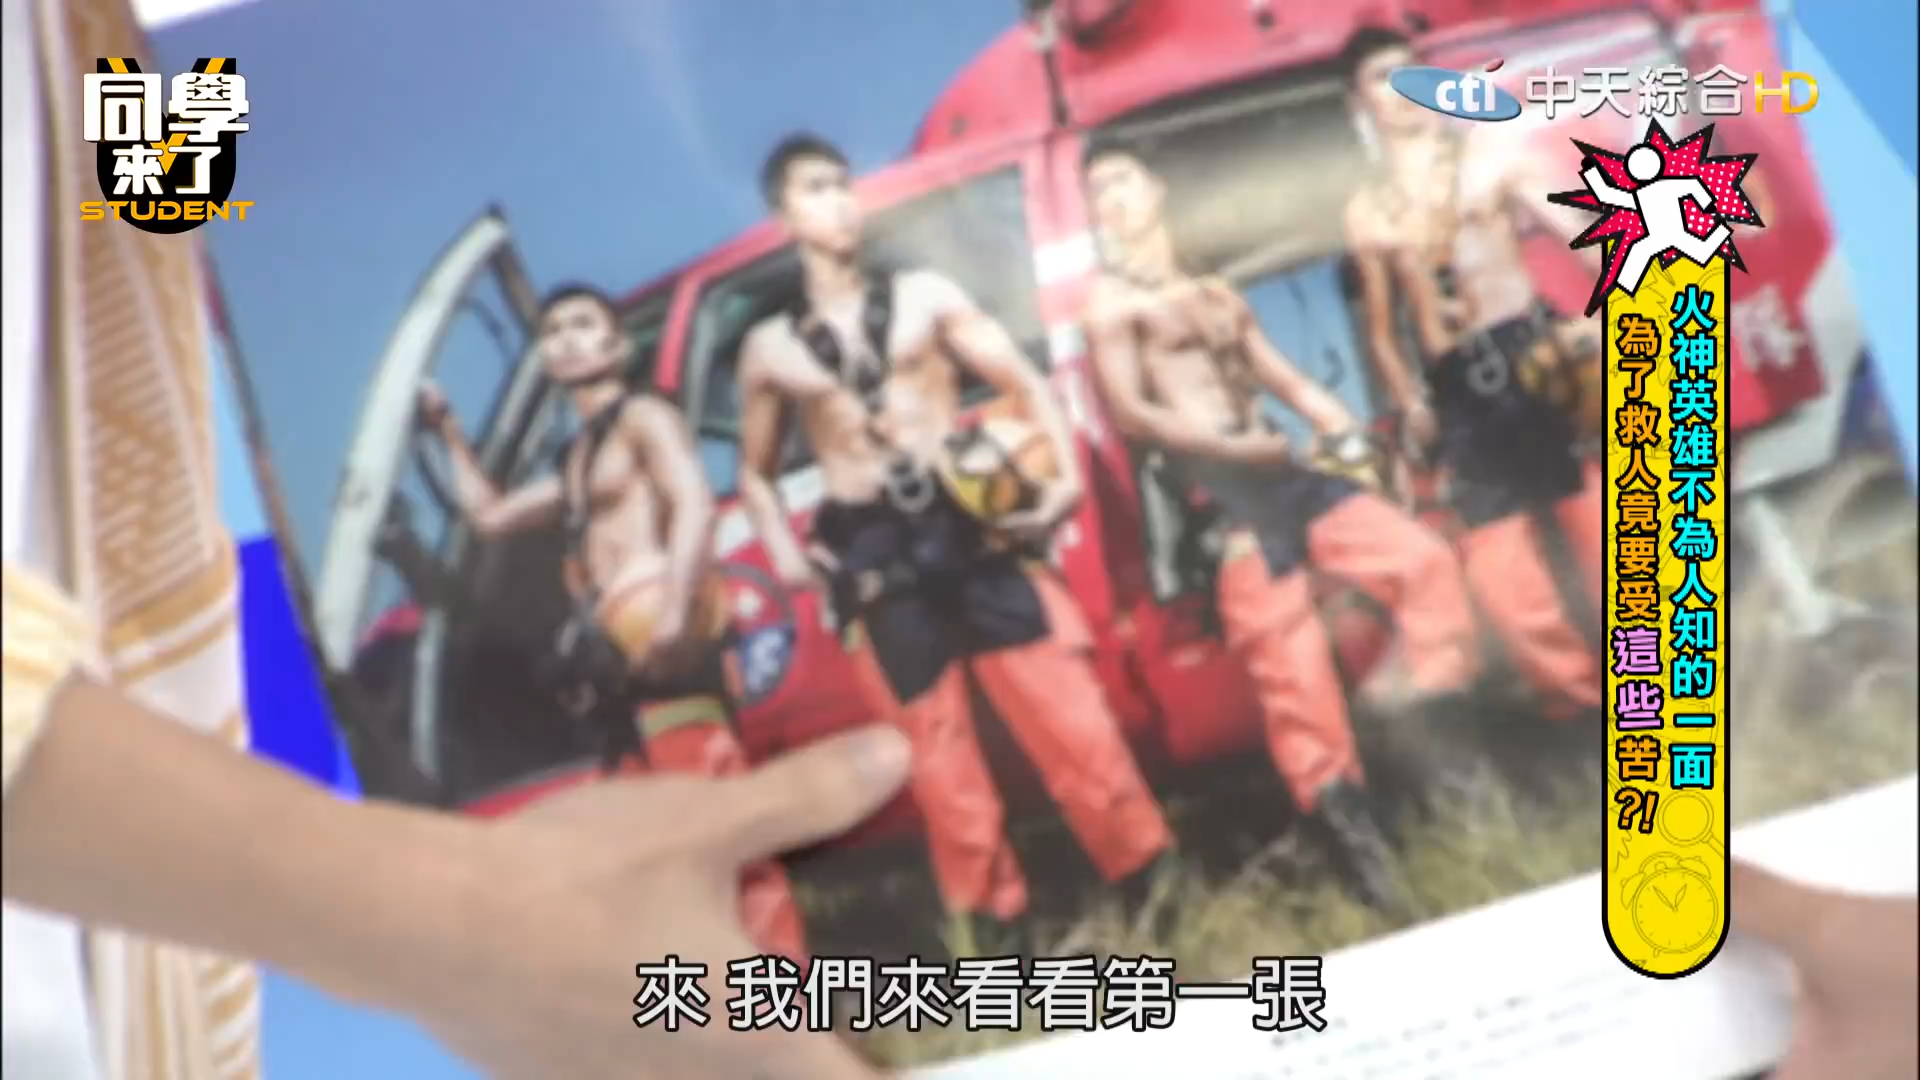 同學
來了
STUDENT
cti 中天綜合HD
火神英雄不為人知的一面
為了救人竟要受這些苦?!
隊
來 我們來看看第一張